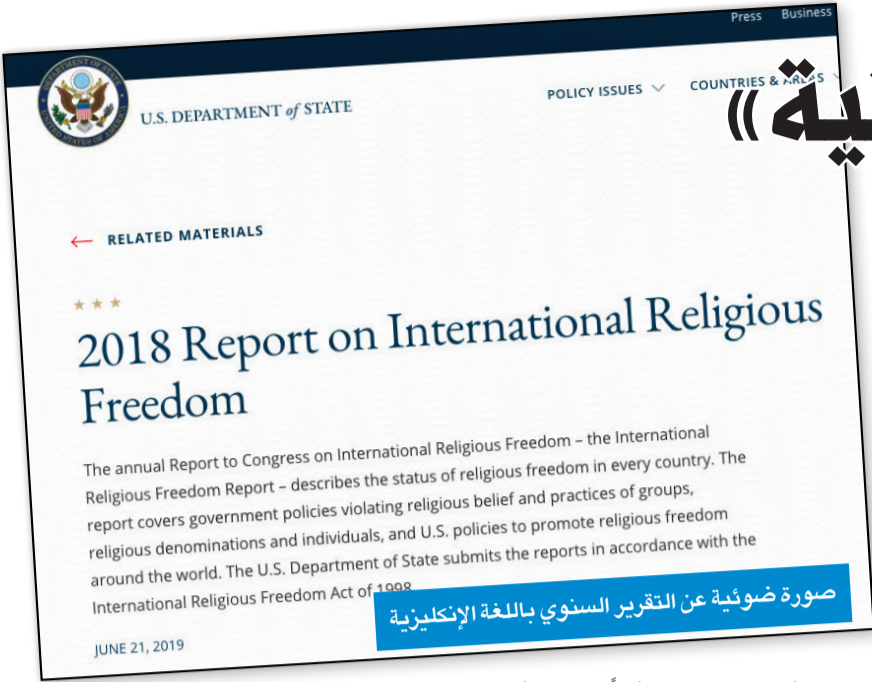 Press Business
U.S. DEPARTMENT of STATE
POLICY ISSUES COUNTRIES & AREAS
ية»
← RELATED MATERIALS
★ ★ ★
2018 Report on International Religious
Freedom
The annual Report to Congress on International Religious Freedom – the International
Religious Freedom Report – describes the status of religious freedom in every country. The
report covers government policies violating religious belief and practices of groups,
religious denominations and individuals, and U.S. policies to promote religious freedom
around the world. The U.S. Department of State submits the reports in accordance with the
International Religious Freedom Act of 1998
JUNE 21, 2019
صورة ضوئية عن التقرير السنوي باللغة الإنكليزية